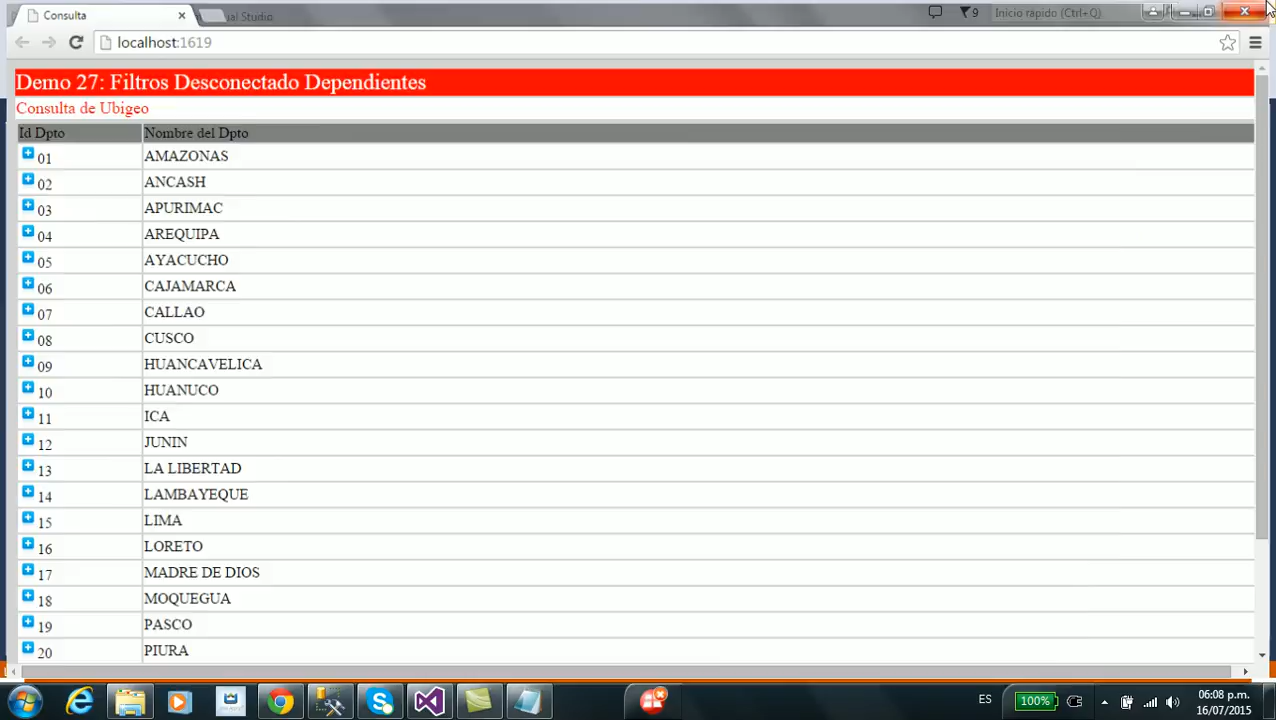 Consulta
ual Studio
9
Inicio rápido (Ctrl+Q)
localhost:1619
Demo 27: Filtros Desconectado Dependientes
Consulta de Ubigeo
Id Dpto Nombre del Dpto
01 AMAZONAS
02 ANCASH
03 APURIMAC
04 AREQUIPA
05 AYACUCHO
06 CAJAMARCA
07 CALLAO
08 CUSCO
09 HUANCAVELICA
10 HUANUCO
11 ICA
12 JUNIN
13 LA LIBERTAD
14 LAMBAYEQUE
15 LIMA
16 LORETO
17 MADRE DE DIOS
18 MOQUEGUA
19 PASCO
20 PIURA
ES
100%
06:08 p.m.
16/07/2015